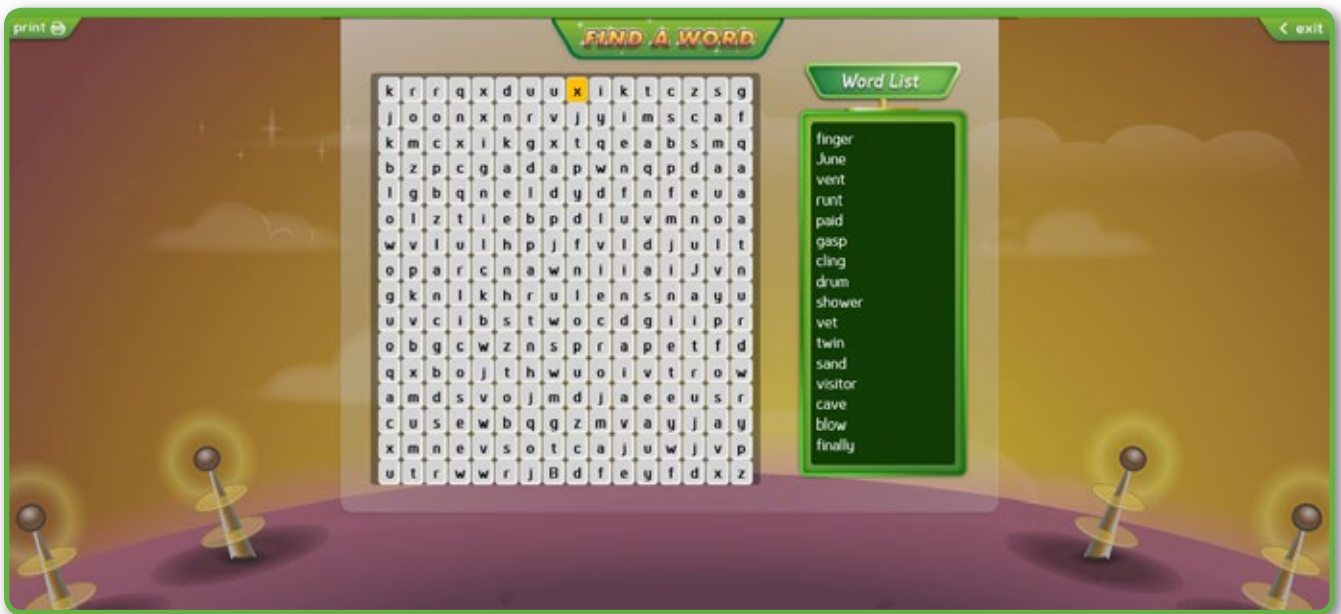 print
FIND A WORD
exit
k r r q x d u u x i k t c z s g
j o o n x n r v j y i m s c a f
k m c x i k g x t q e a b s m q
b z p c g a d a p w n q p d a a
l g b q n e l d y d f n f e u a
o l z t i e b p d l u v m n o a
w v l u l h p j f v l d j u l t
o p a r c n a w n i i a i J v n
g k n l k h r u l e n s n a y u
u v c i b s t w o c d g i i p r
o b g c w z n s p r a p e t f d
q x b o j t h w u o i v t r o w
a m d s v o j m d j a e e u s r
c u s e w b q g z m v a y j a y
x m n e v s o t c a j u w j v p
u t r w w r j B d f e y f d x z
Word List
finger
June
vent
runt
paid
gasp
cling
drum
shower
vet
twin
sand
visitor
cave
blow
finally